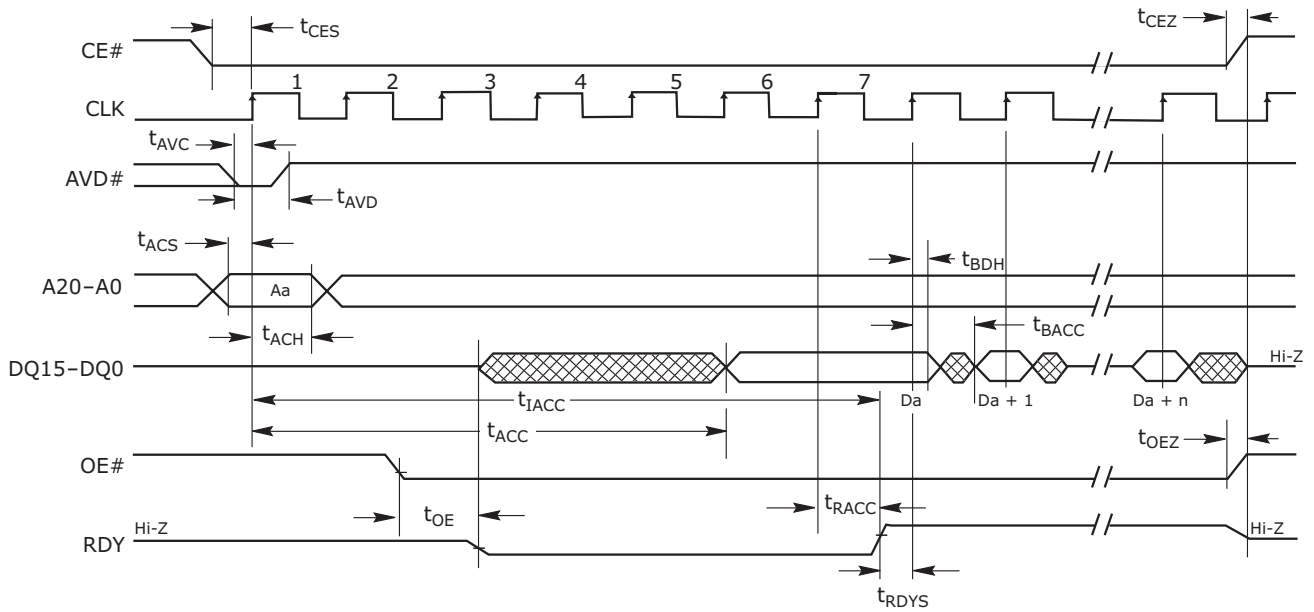 tCES
tCEZ
CE#
1 2 3 4 5 6 7
CLK
tAVC
AVD#
tAVD
tACS
tBDH
A20–A0
Aa
tACH
tBACC
DQ15–DQ0
Hi-Z
tIACC
Da
Da + 1
Da + n
tACC
tOEZ
OE#
tOE
tRACC
Hi-Z
Hi-Z
RDY
tRDYS